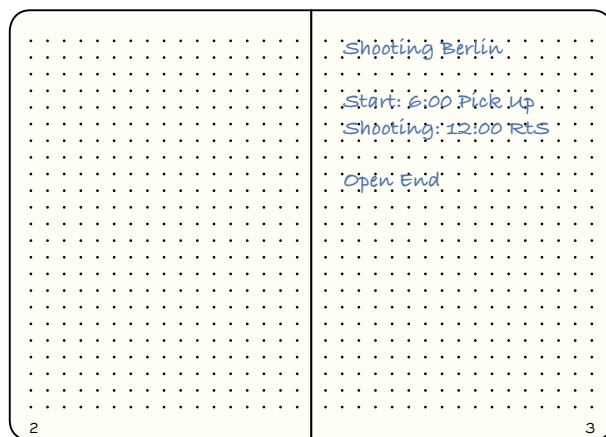 Shooting Berlin
Start: 6:00 Pick Up
Shooting: 12:00 RtS
Open End
2
3